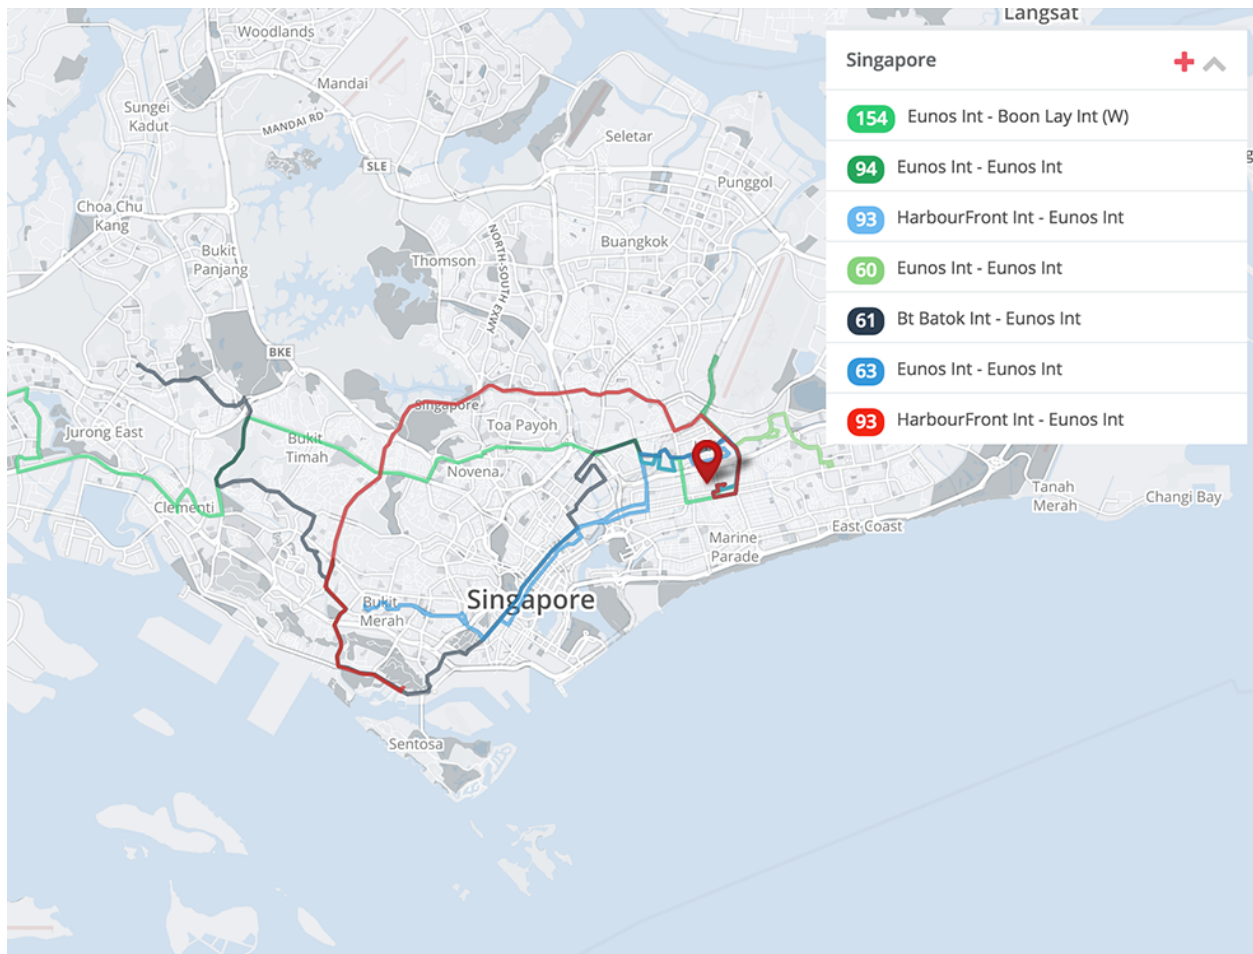 Langsat
Woodlands
Singapore
Mandai
Sungei
Kadut
MANDAI RD
154 Eunos Int - Boon Lay Int (W)
Seletar
SLE
94 Eunos Int - Eunos Int
Punggol
Choa Chu
Kang
93 HarbourFront Int - Eunos Int
Buangkok
Bukit
Panjang
Thomson
NORTH-SOUTH EXWY
60 Eunos Int - Eunos Int
61 Bt Batok Int - Eunos Int
BKE
63 Eunos Int - Eunos Int
Singapore
93 HarbourFront Int - Eunos Int
Toa Payoh
Jurong East
Bukit
Timah
Novena
Tanah
Merah
Changi Bay
Clementi
East Coast
Marine
Parade
Singapore
Bukit
Merah
Sentosa